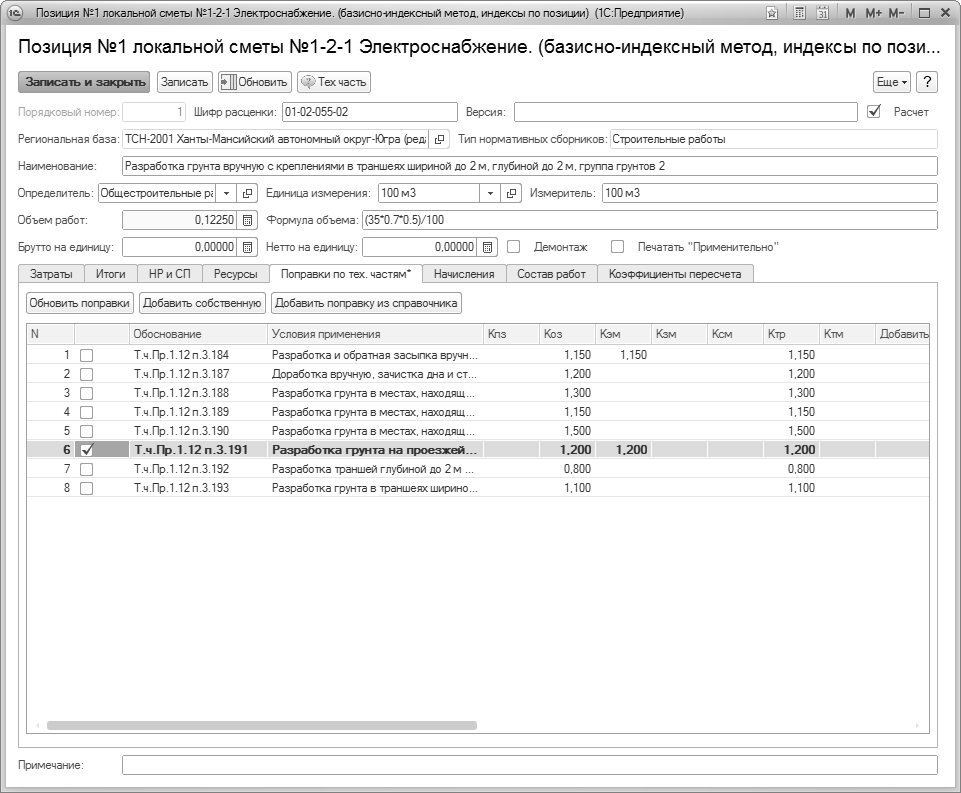 Позиция №1 локальной сметы №1-2-1 Электроснабжение. (базисно-индексный метод, индексы по позиции) (1С:Предприятие) 31 M M+ M−
Позиция №1 локальной сметы №1-2-1 Электроснабжение. (базисно-индексный метод, индексы по пози...
Записать и закрыть Записать Обновить Тех часть Еще ?
Порядковый номер: 1 Шифр расценки: 01-02-055-02 Версия: Расчет
Региональная база: ТСН-2001 Ханты-Мансийский автономный округ-Югра (ред Тип нормативных сборников: Строительные работы
Наименование: Разработка грунта вручную с креплениями в траншеях шириной до 2 м, глубиной до 2 м, группа грунтов 2
Определитель: Общестроительные ра Единица измерения: 100 м3 Измеритель: 100 м3
Объем работ: 0,12250 Формула объема: (35*0.7*0.5)/100
Брутто на единицу: 0,00000 Нетто на единицу: 0,00000 Демонтаж Печатать "Применительно"
Затраты Итоги НР и СП Ресурсы Поправки по тех. частям* Начисления Состав работ Коэффициенты пересчета
Обновить поправки Добавить собственную Добавить поправку из справочника
N Обоснование Условия применения Кпз Коз Кэм Кзм Ксм Ктр Ктм Добавить
1 Т.ч.Пр.1.12 п.3.184 Разработка и обратная засыпка вручн... 1,150 1,150 1,150
2 Т.ч.Пр.1.12 п.3.187 Доработка вручную, зачистка дна и ст... 1,200 1,200
3 Т.ч.Пр.1.12 п.3.188 Разработка грунта в местах, находящ... 1,300 1,300
4 Т.ч.Пр.1.12 п.3.189 Разработка грунта в местах, находящ... 1,150 1,150
5 Т.ч.Пр.1.12 п.3.190 Разработка грунта в местах, находящ... 1,500 1,500
6 Т.ч.Пр.1.12 п.3.191 Разработка грунта на проезжей... 1,200 1,200 1,200
7 Т.ч.Пр.1.12 п.3.192 Разработка траншей глубиной до 2 м ... 0,800 0,800
8 Т.ч.Пр.1.12 п.3.193 Разработка грунта в траншеях ширино... 1,100 1,100
Примечание: